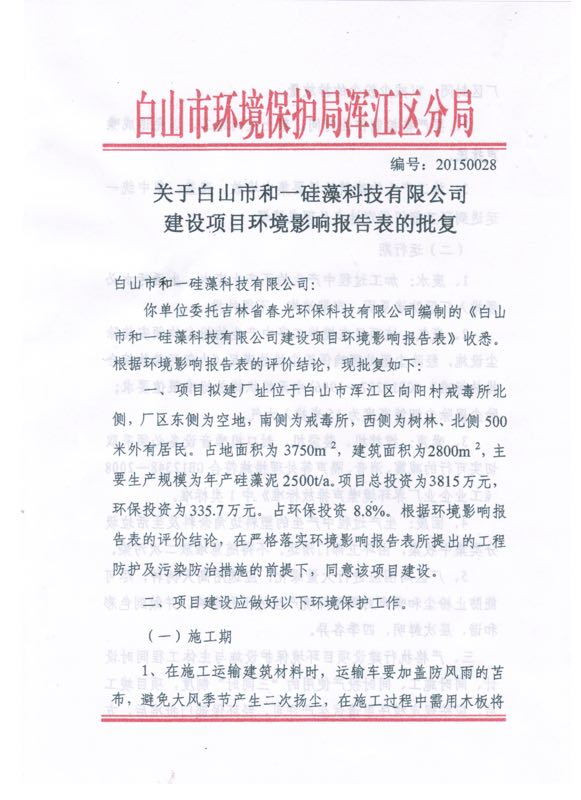 白山市环境保护局浑江区分局
编号：20150028
关于白山市和一硅藻科技有限公司
建设项目环境影响报告表的批复
白山市和一硅藻科技有限公司：
你单位委托吉林省春光环保科技有限公司编制的《白山
市和一硅藻科技有限公司建设项目环境影响报告表》收悉。
根据环境影响报告表的评价结论，现批复如下：
一、项目拟建厂址位于白山市浑江区向阳村戒毒所北
侧，厂区东侧为空地，南侧为戒毒所，西侧为树林、北侧 500
米外有居民。占地面积为 3750m²，建筑面积为2800m²，主
要生产规模为年产硅藻泥 2500t/a。项目总投资为3815万元，
环保投资为 335.7万元。占环保投资 8.8%。根据环境影响报
告表的评价结论，在严格落实环境影响报告表所提出的工程
防护及污染防治措施的前提下，同意该项目建设。
二、项目建设应做好以下环境保护工作。
（一）施工期
1、在施工运输建筑材料时，运输车要加盖防风雨的苫
布，避免大风季节产生二次扬尘，在施工过程中需用木板将